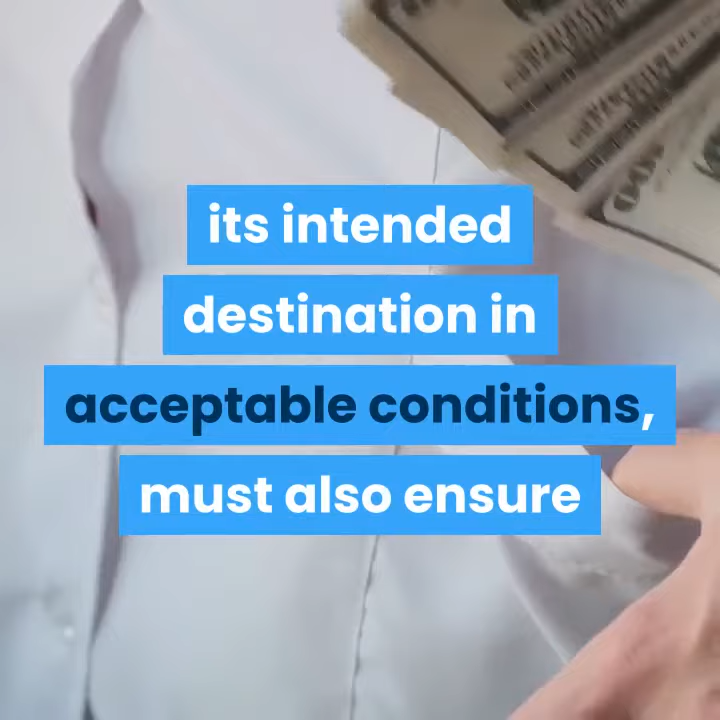 its intended
destination in
acceptable conditions,
must also ensure